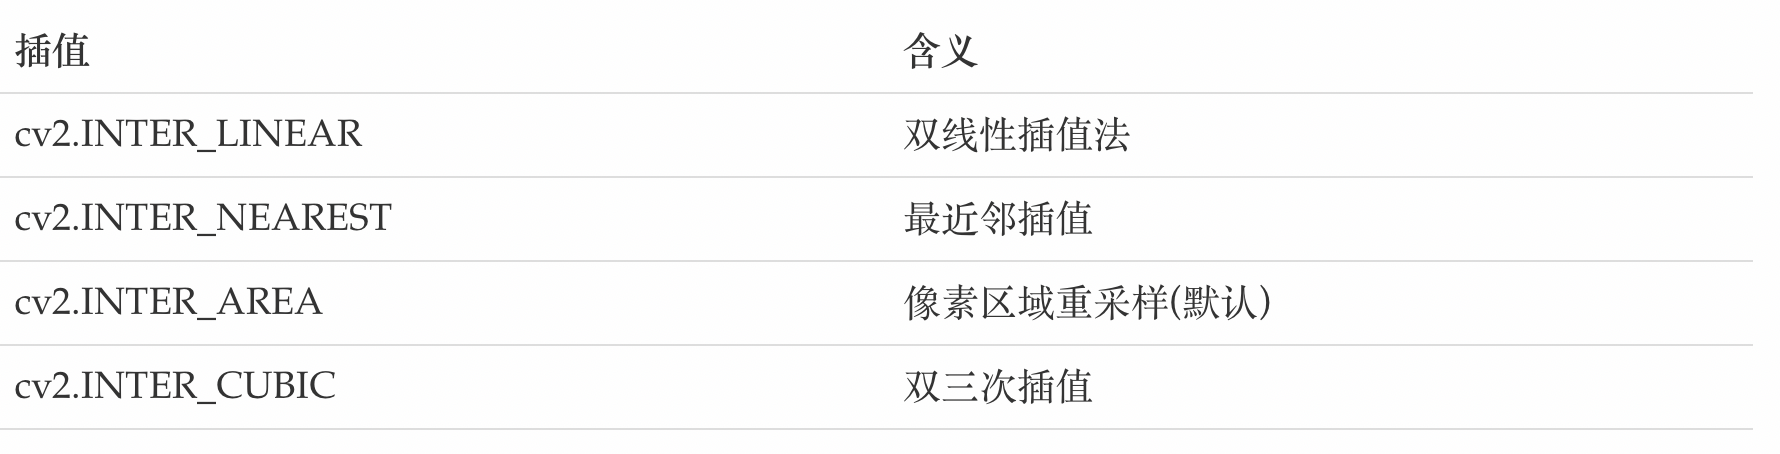 插值 含义
cv2.INTER_LINEAR 双线性插值法
cv2.INTER_NEAREST 最近邻插值
cv2.INTER_AREA 像素区域重采样(默认)
cv2.INTER_CUBIC 双三次插值